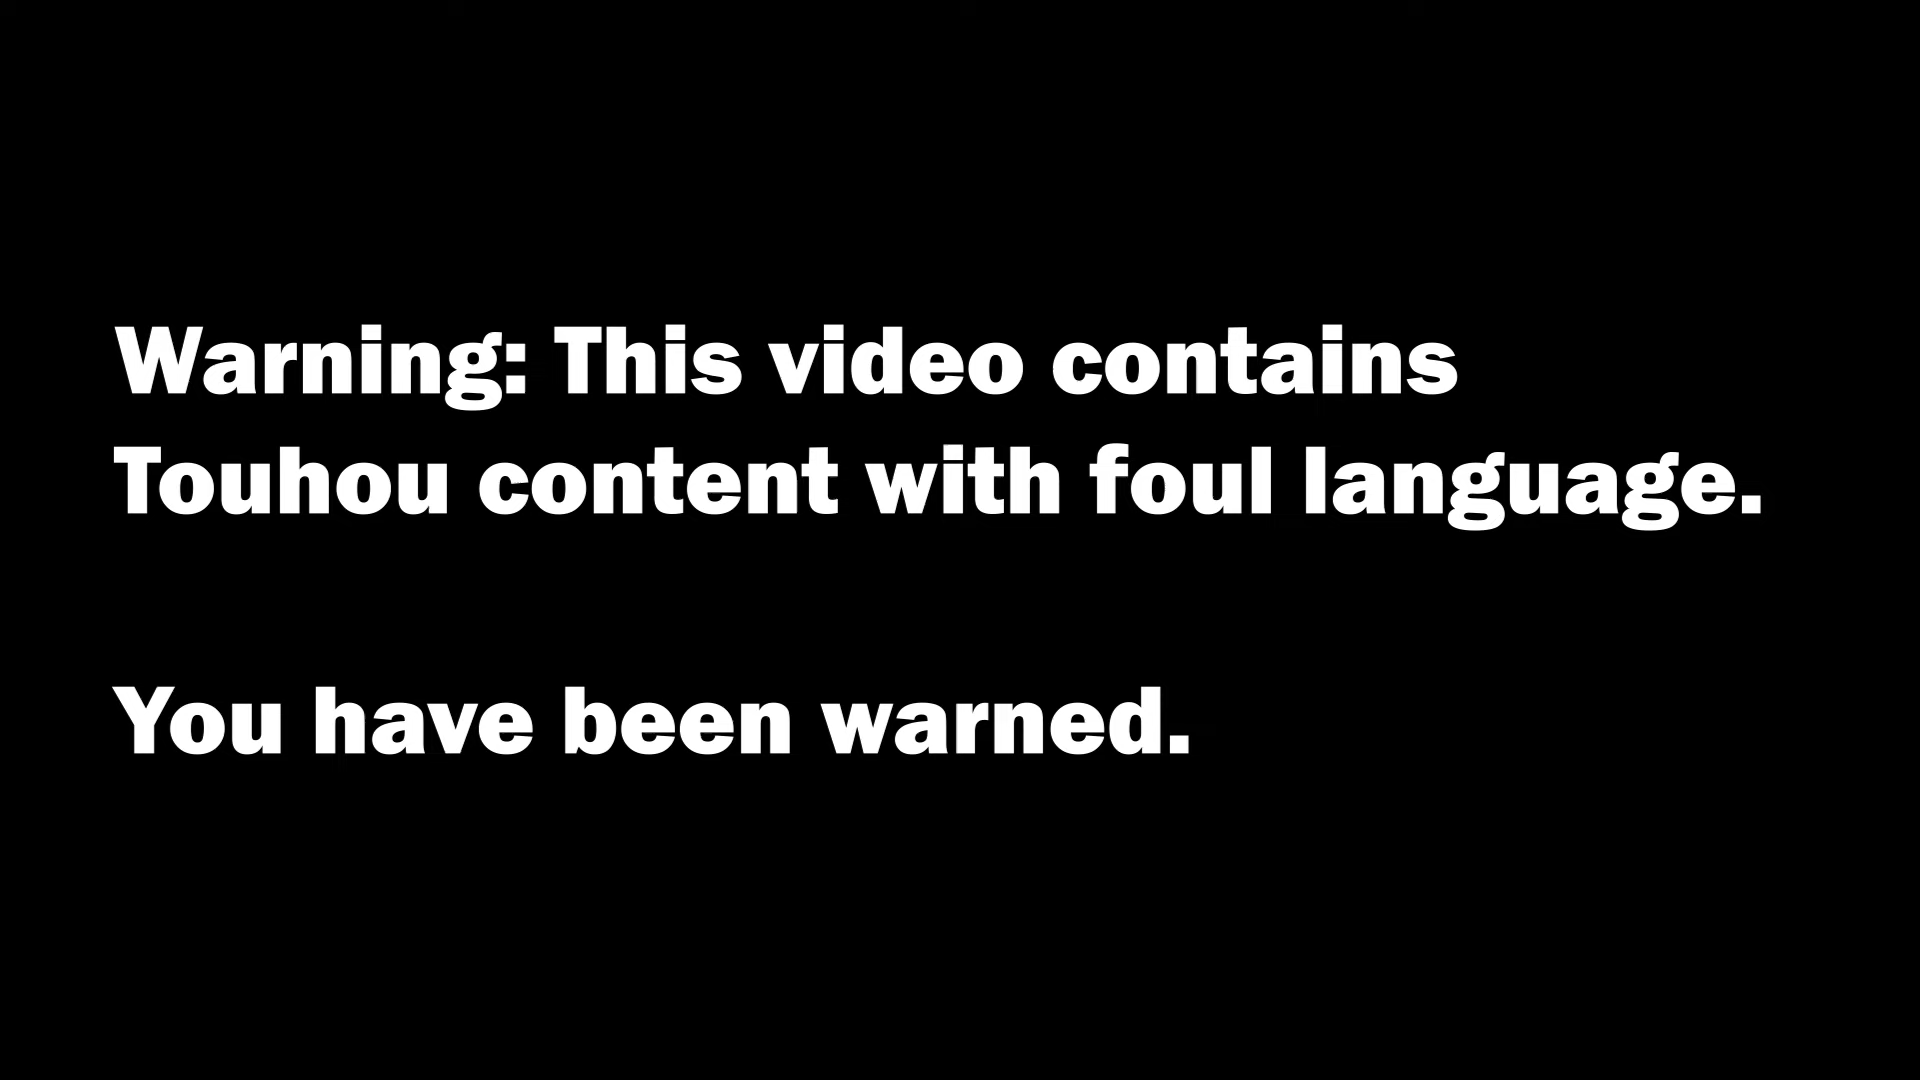 Warning: This video contains
Touhou content with foul language.
You have been warned.